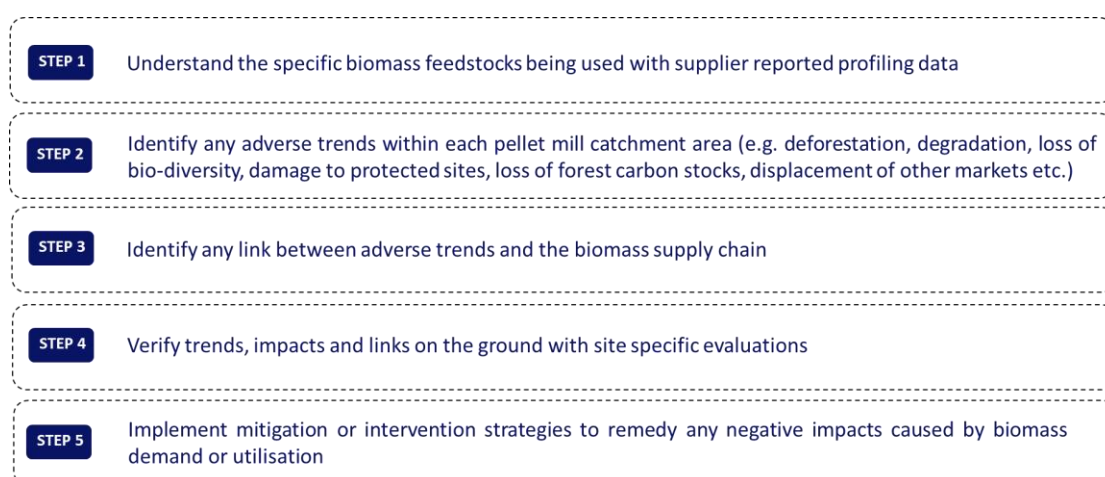 STEP 1
Understand the specific biomass feedstocks being used with supplier reported profiling data
STEP 2
Identify any adverse trends within each pellet mill catchment area (e.g. deforestation, degradation, loss of
bio-diversity, damage to protected sites, loss of forest carbon stocks, displacement of other markets etc.)
STEP 3
Identify any link between adverse trends and the biomass supply chain
STEP 4
Verify trends, impacts and links on the ground with site specific evaluations
STEP 5
Implement mitigation or intervention strategies to remedy any negative impacts caused by biomass
demand or utilisation